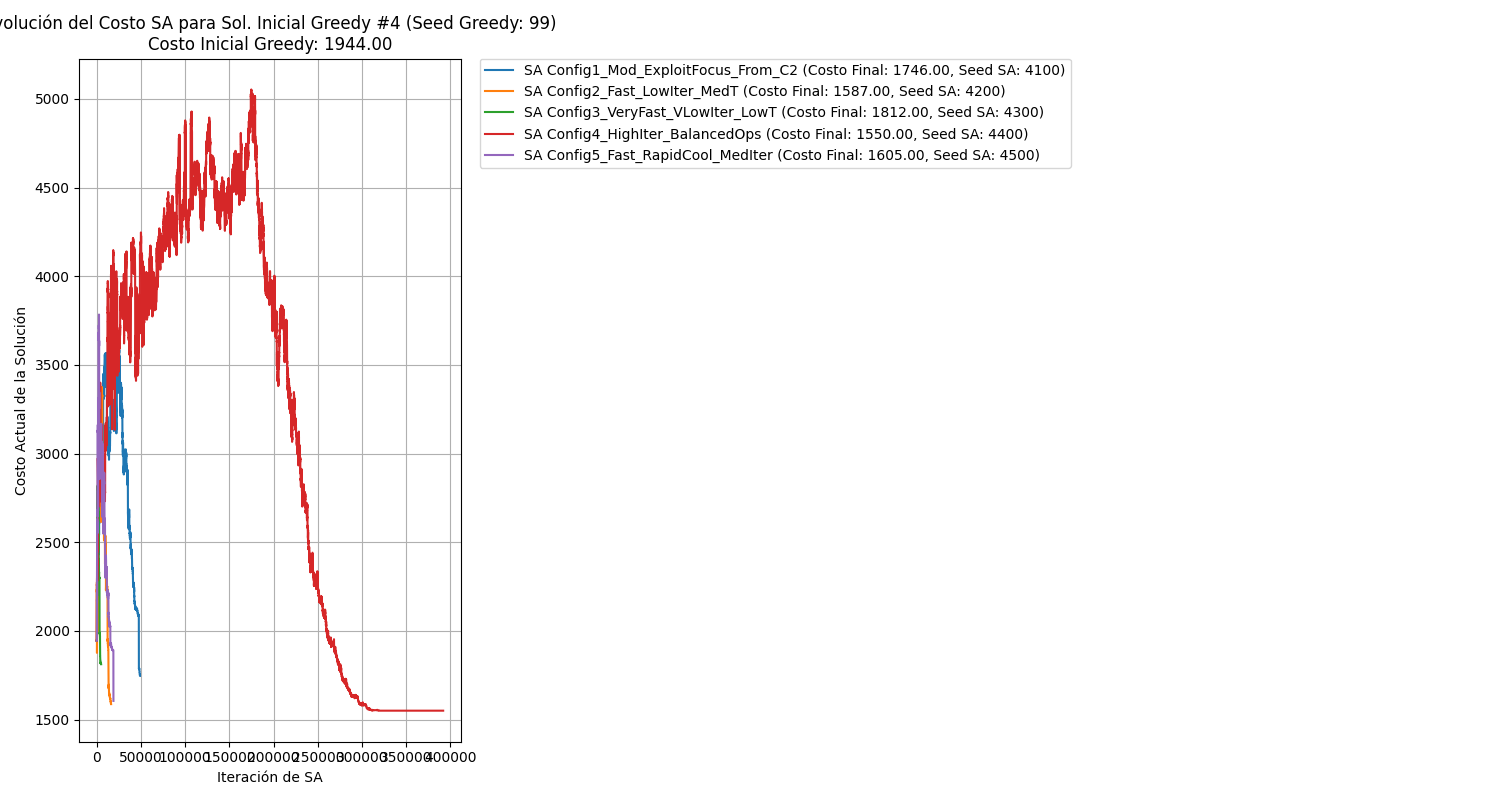 volución del Costo SA para Sol. Inicial Greedy #4 (Seed Greedy: 99)
Costo Inicial Greedy: 1944.00
SA Config1_Mod_ExploitFocus_From_C2 (Costo Final: 1746.00, Seed SA: 4100)
SA Config2_Fast_LowIter_MedT (Costo Final: 1587.00, Seed SA: 4200)
SA Config3_VeryFast_VLowIter_LowT (Costo Final: 1812.00, Seed SA: 4300)
SA Config4_HighIter_BalancedOps (Costo Final: 1550.00, Seed SA: 4400)
SA Config5_Fast_RapidCool_MedIter (Costo Final: 1605.00, Seed SA: 4500)
Costo Actual de la Solución
5000
4500
4000
3500
3000
2500
2000
1500
0 50000 100000 150000 200000 250000 300000 350000 400000
Iteración de SA